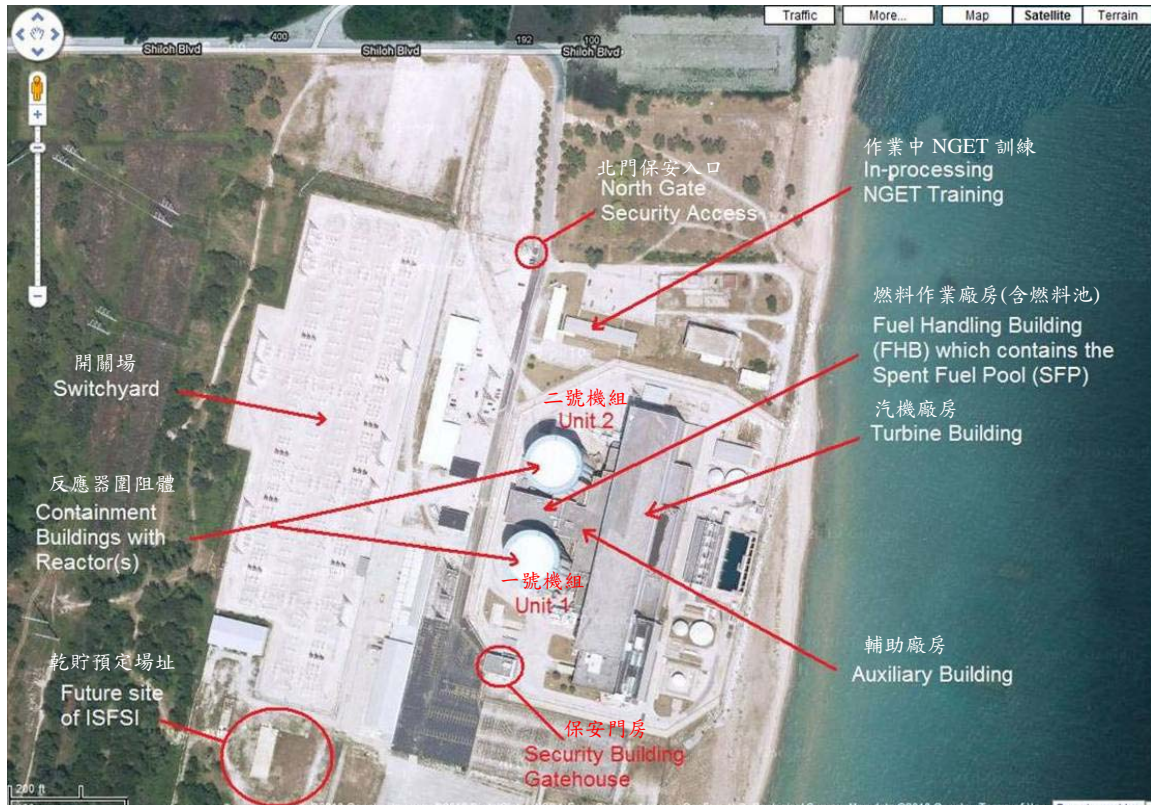 Traffic
More...
Map
Satellite
Terrain
400
192
100
Shiloh Blvd
Shiloh Blvd
Shiloh Blvd
北門保安入口
North Gate
Security Access
作業中 NGET 訓練
In-processing
NGET Training
燃料作業廠房(含燃料池)
Fuel Handling Building
(FHB) which contains the
Spent Fuel Pool (SFP)
開關場
Switchyard
二號機組
Unit 2
汽機廠房
Turbine Building
反應器圍阻體
Containment
Buildings with
Reactor(s)
一號機組
Unit 1
輔助廠房
Auxiliary Building
乾貯預定場址
Future site
of ISFSI
保安門房
Security Building
Gatehouse
200 ft